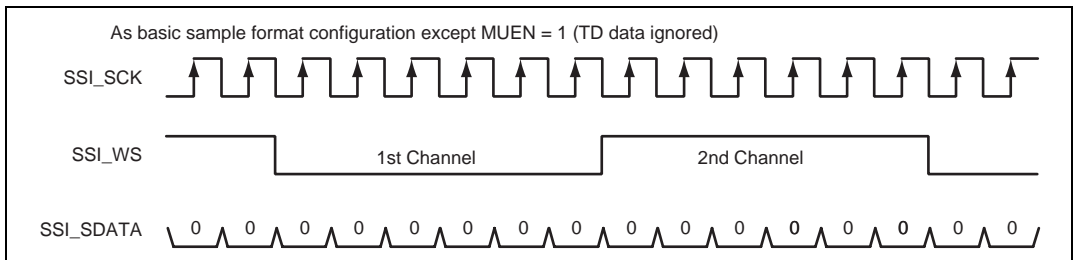 As basic sample format configuration except MUEN = 1 (TD data ignored)
SSI_SCK
SSI_WS 1st Channel 2nd Channel
SSI_SDATA 0 0 0 0 0 0 0 0 0 0 0 0 0 0 0 0